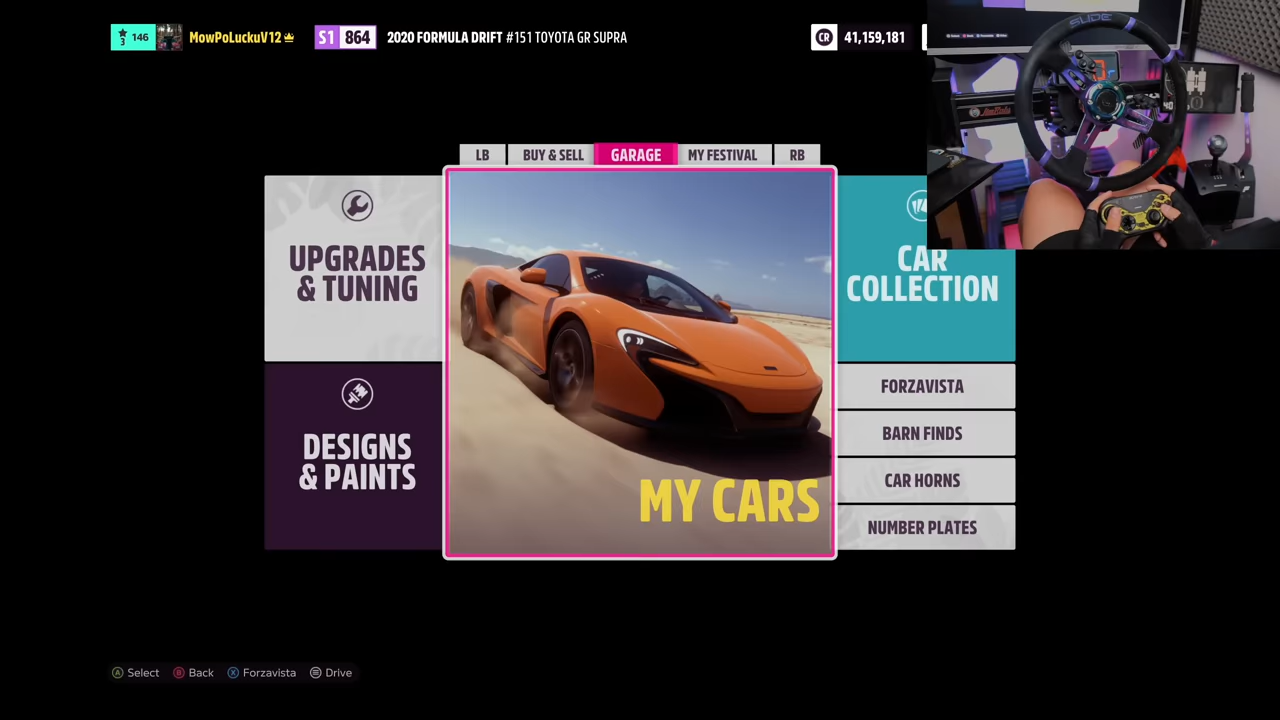 146
3
MowPoLuckuV12
S1 864
2020 FORMULA DRIFT #151 TOYOTA GR SUPRA
CR 41,159,181
SLIDE
LB
BUY & SELL
GARAGE
MY FESTIVAL
RB
UPGRADES
& TUNING
DESIGNS
& PAINTS
MY CARS
CAR
COLLECTION
FORZAVISTA
BARN FINDS
CAR HORNS
NUMBER PLATES
A Select
B Back
X Forzavista
Drive